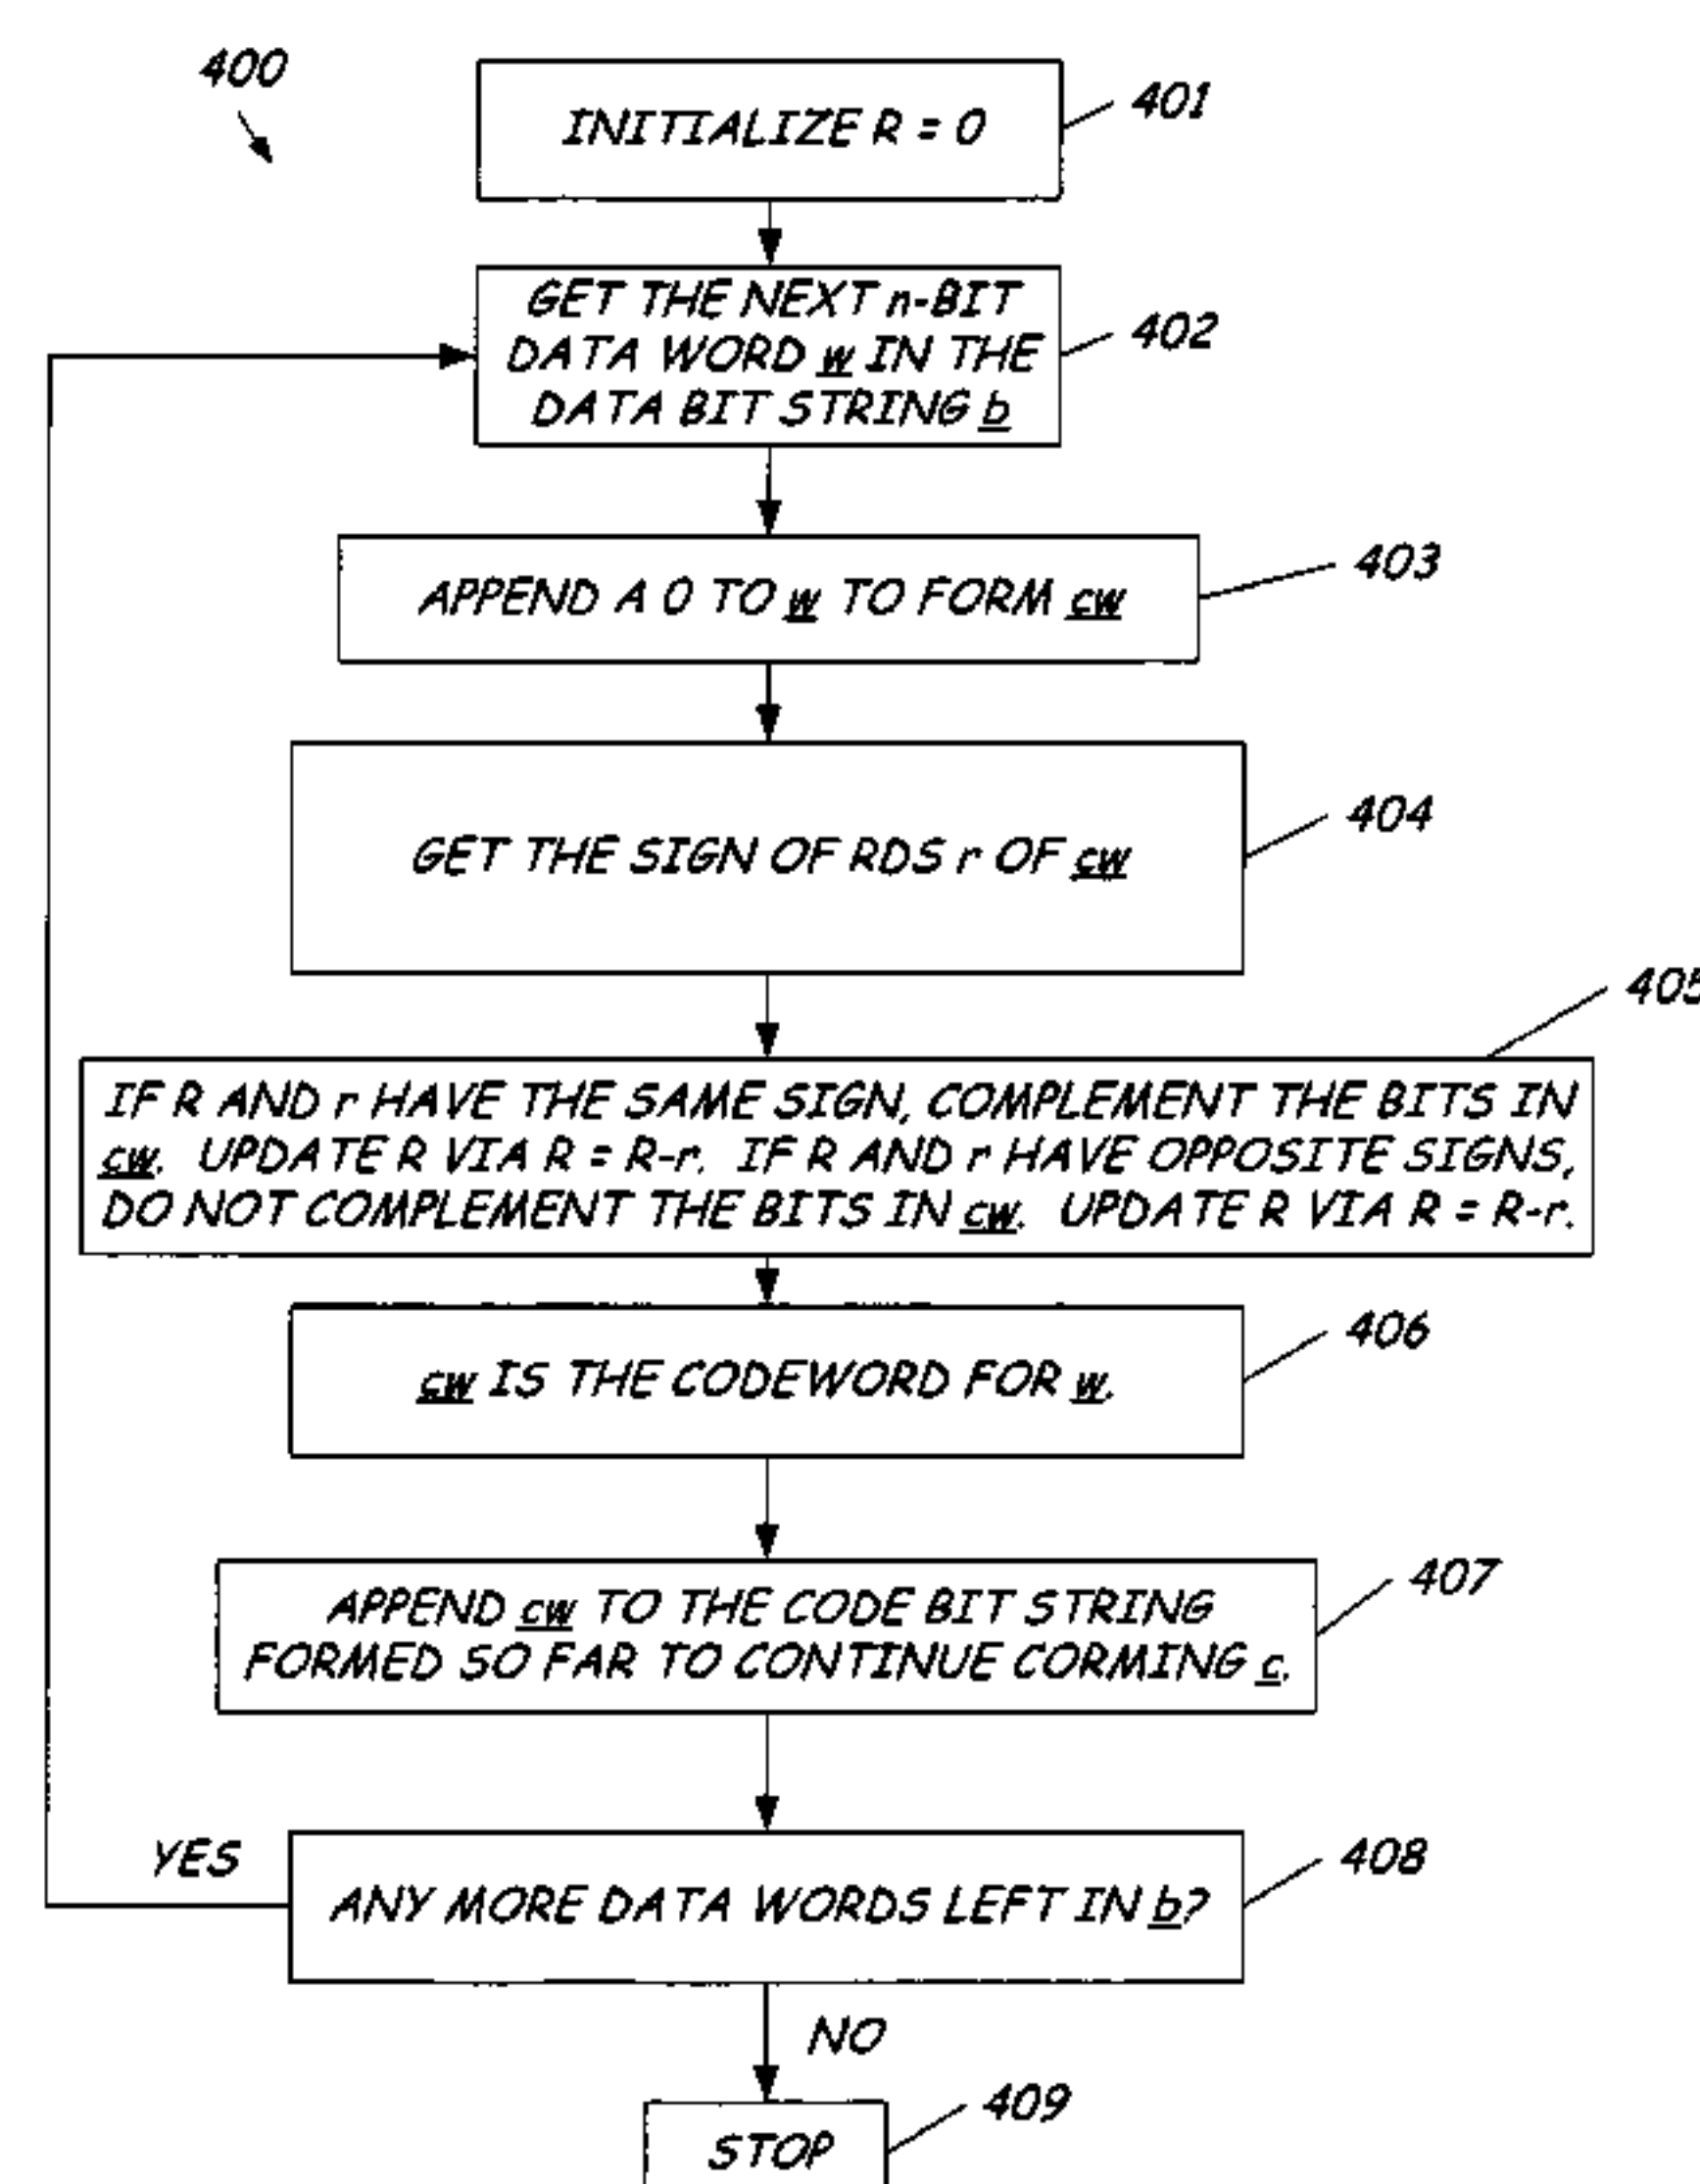 400
INITIALIZE R = 0
401
GET THE NEXT n-BIT
DATA WORD w IN THE
DATA BIT STRING b
402
APPEND A 0 TO w TO FORM cw
403
GET THE SIGN OF RDS r OF cw
404
405
IF R AND r HAVE THE SAME SIGN, COMPLEMENT THE BITS IN
cw. UPDATE R VIA R = R-r. IF R AND r HAVE OPPOSITE SIGNS,
DO NOT COMPLEMENT THE BITS IN cw. UPDATE R VIA R = R-r.
cw IS THE CODEWORD FOR w.
406
APPEND cw TO THE CODE BIT STRING
FORMED SO FAR TO CONTINUE CORMING c.
407
YES
ANY MORE DATA WORDS LEFT IN b?
408
NO
STOP
409